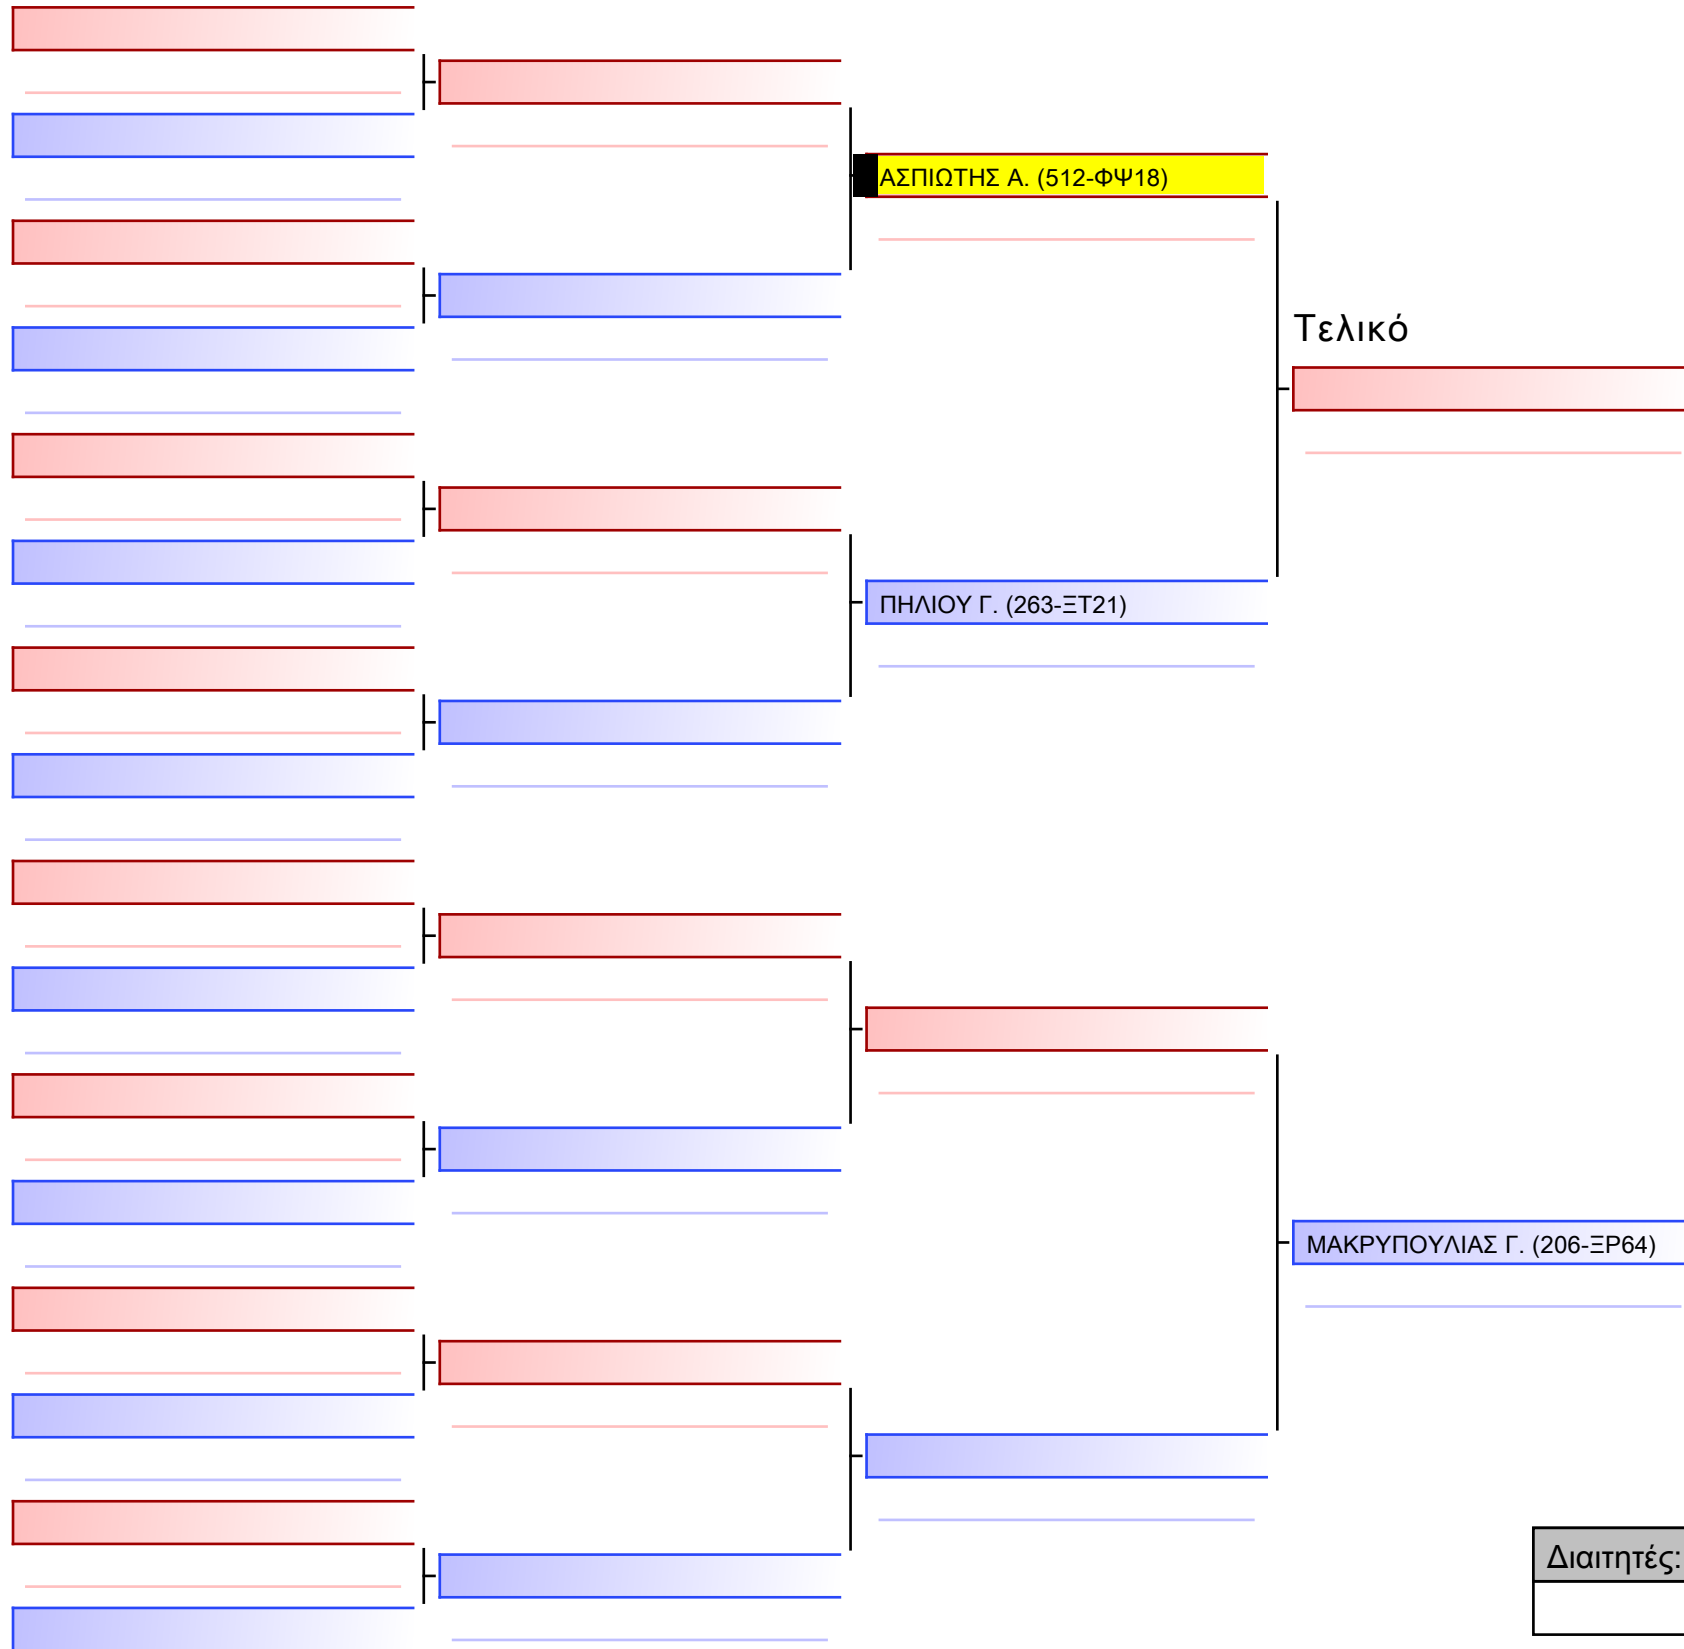 ΑΣΠΙΩΤΗΣ Α. (512-ΦΨ18)
Τελικό
ΠΗΛΙΟΥ Γ. (263-ΞΤ21)
ΜΑΚΡΥΠΟΥΛΙΑΣ Γ. (206-ΞΡ64)
Διαιτητές: